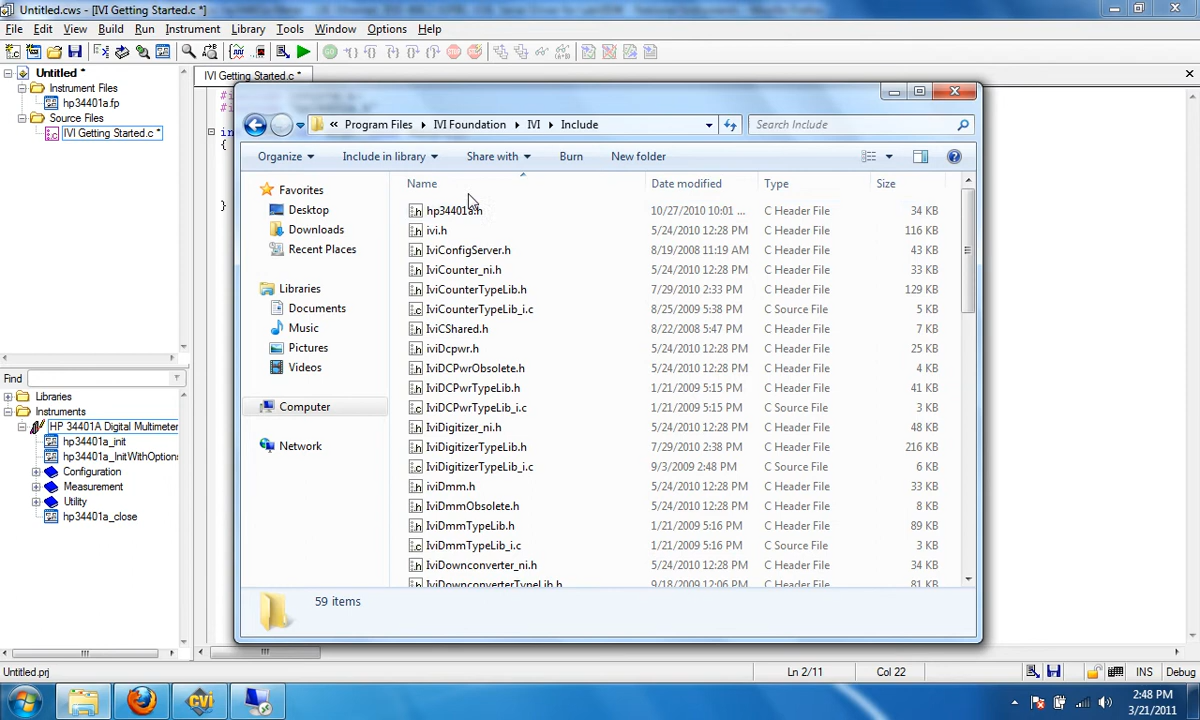 Untitled.cws * - [IVI Getting Started.c *]
File Edit View Build Run Instrument Library Tools Window Options Help
Untitled *
Instrument Files
hp34401a.fp
Source Files
IVI Getting Started.c *
IVI Getting Started.c *
Find
Libraries
Instruments
HP 34401A Digital Multimeter
hp34401a_init
hp34401a_InitWithOptions
Configuration
Measurement
Utility
hp34401a_close
« Program Files IVI Foundation IVI Include
Search Include
Organize Include in library Share with Burn New folder
Favorites
Desktop
Downloads
Recent Places
Libraries
Documents
Music
Pictures
Videos
Computer
Network
Name Date modified Type Size
hp34401a.h 10/27/2010 10:01 ... C Header File 34 KB
ivi.h 5/24/2010 12:28 PM C Header File 116 KB
IviConfigServer.h 8/19/2008 11:19 AM C Header File 43 KB
IviCounter_ni.h 5/24/2010 12:28 PM C Header File 33 KB
IviCounterTypeLib.h 7/29/2010 2:33 PM C Header File 129 KB
IviCounterTypeLib_i.c 8/25/2009 5:38 PM C Source File 5 KB
IviCShared.h 8/22/2008 5:47 PM C Header File 7 KB
iviDcpwr.h 5/24/2010 12:28 PM C Header File 25 KB
IviDCPwrObsolete.h 5/24/2010 12:28 PM C Header File 4 KB
IviDCPwrTypeLib.h 1/21/2009 5:15 PM C Header File 41 KB
IviDCPwrTypeLib_i.c 1/21/2009 5:15 PM C Source File 3 KB
IviDigitizer_ni.h 5/24/2010 12:28 PM C Header File 48 KB
IviDigitizerTypeLib.h 7/29/2010 2:38 PM C Header File 216 KB
IviDigitizerTypeLib_i.c 9/3/2009 2:48 PM C Source File 6 KB
iviDmm.h 5/24/2010 12:28 PM C Header File 33 KB
IviDmmObsolete.h 5/24/2010 12:28 PM C Header File 8 KB
IviDmmTypeLib.h 1/21/2009 5:16 PM C Header File 89 KB
IviDmmTypeLib_i.c 1/21/2009 5:16 PM C Source File 3 KB
IviDownconverter_ni.h 5/24/2010 12:28 PM C Header File 34 KB
IviDownconverterTypeLib.h 9/18/2009 12:06 PM C Header File 81 KB
59 items
Untitled.prj Ln 2/11 Col 22 INS Debug
CVI
2:48 PM
3/21/2011